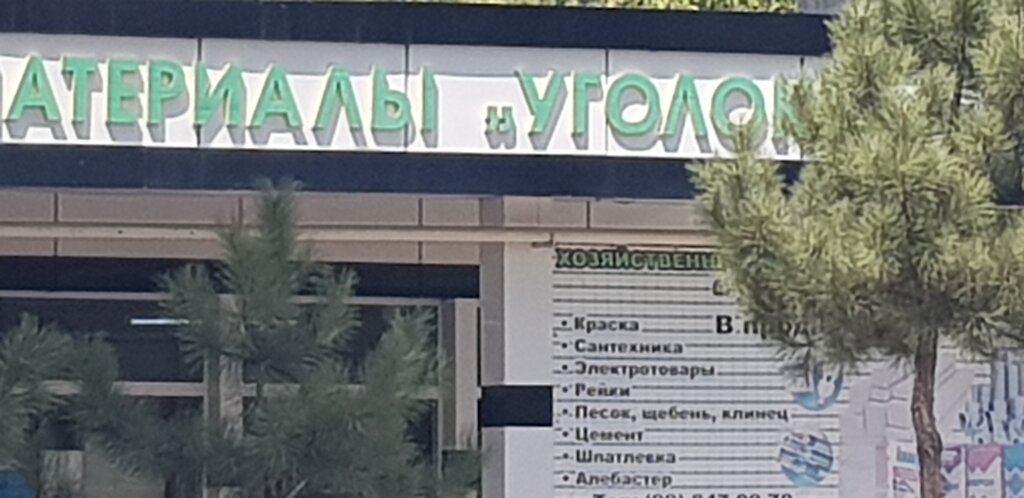 АТЕРИАЛЫ „УГОЛОК
ХОЗЯЙСТВЕНН
В прод
• Краска
• Сантехника
• Электротовары
• Рейки
• Песок, щебень, клинец
• Цемент
• Шпатлевка
• Алебастер